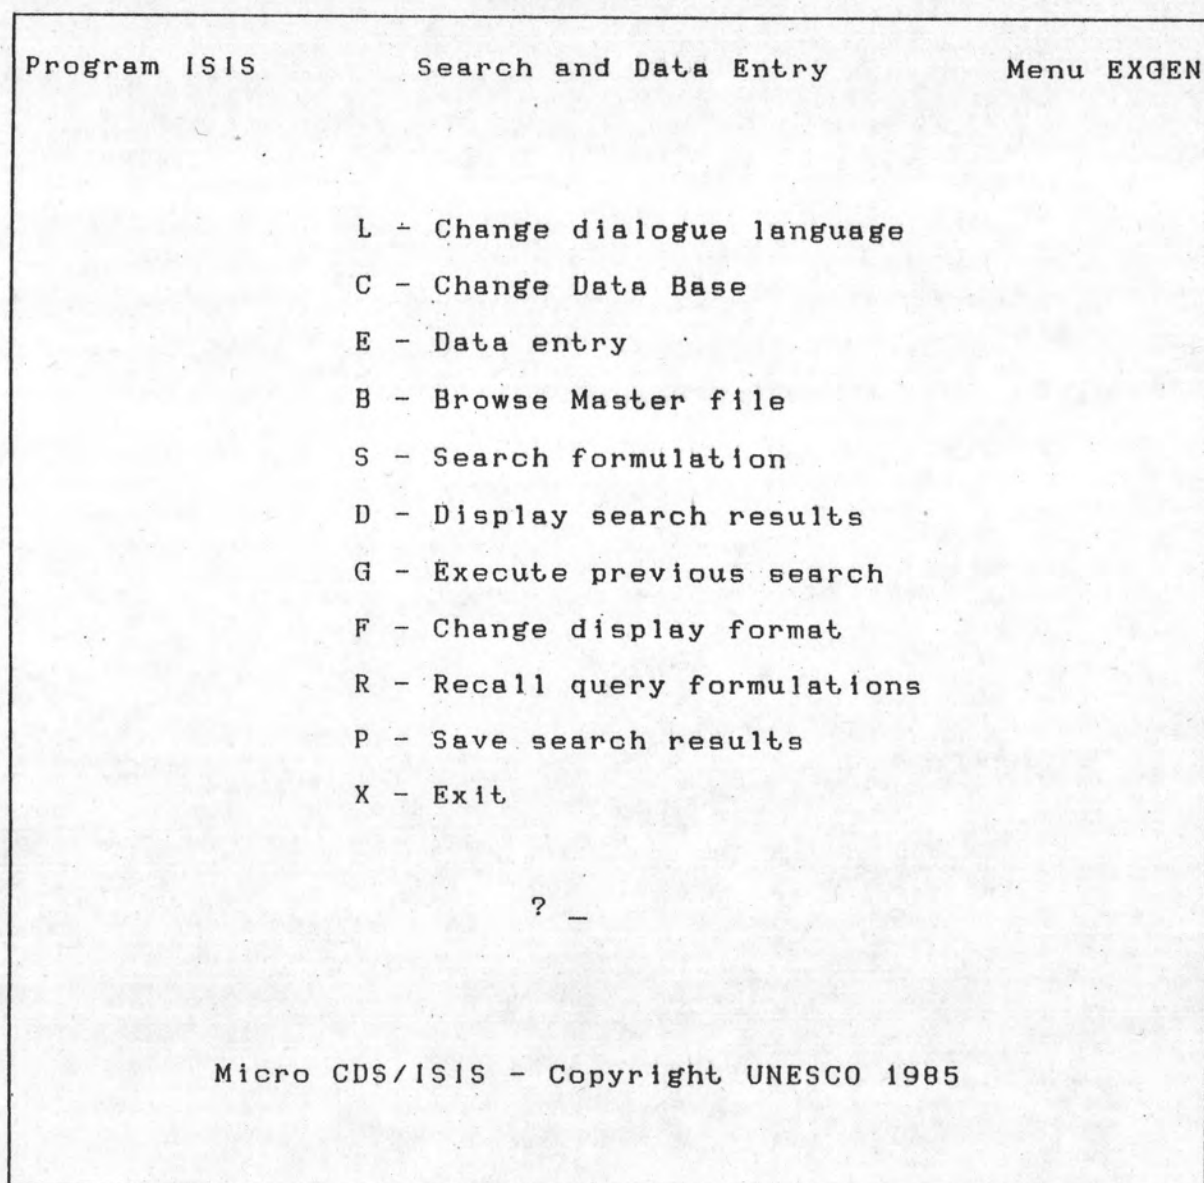 Program ISIS Search and Data Entry Menu EXGEN
L - Change dialogue language
C - Change Data Base
E - Data entry
B - Browse Master file
S - Search formulation
D - Display search results
G - Execute previous search
F - Change display format
R - Recall query formulations
P - Save search results
X - Exit
? _
Micro CDS/ISIS - Copyright UNESCO 1985